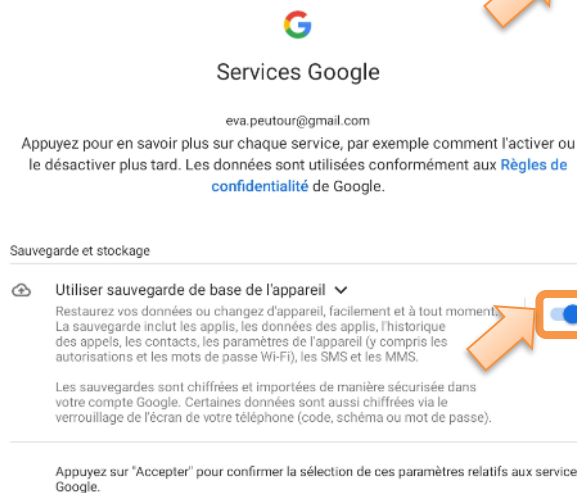 Services Google
eva.peutour@gmail.com
Appuyez pour en savoir plus sur chaque service, par exemple comment l'activer ou
le désactiver plus tard. Les données sont utilisées conformément aux Règles de
confidentialité de Google.
Sauvegarde et stockage
Utiliser sauvegarde de base de l'appareil
Restaurez vos données ou changez d'appareil, facilement et à tout moment.
La sauvegarde inclut les applis, les données des applis, l'historique
des appels, les contacts, les paramètres de l'appareil (y compris les
autorisations et les mots de passe Wi-Fi), les SMS et les MMS.
Les sauvegardes sont chiffrées et importées de manière sécurisée dans
votre compte Google. Certaines données sont aussi chiffrées via le
verrouillage de l'écran de votre téléphone (code, schéma ou mot de passe).
Appuyez sur "Accepter" pour confirmer la sélection de ces paramètres relatifs aux service
Google.